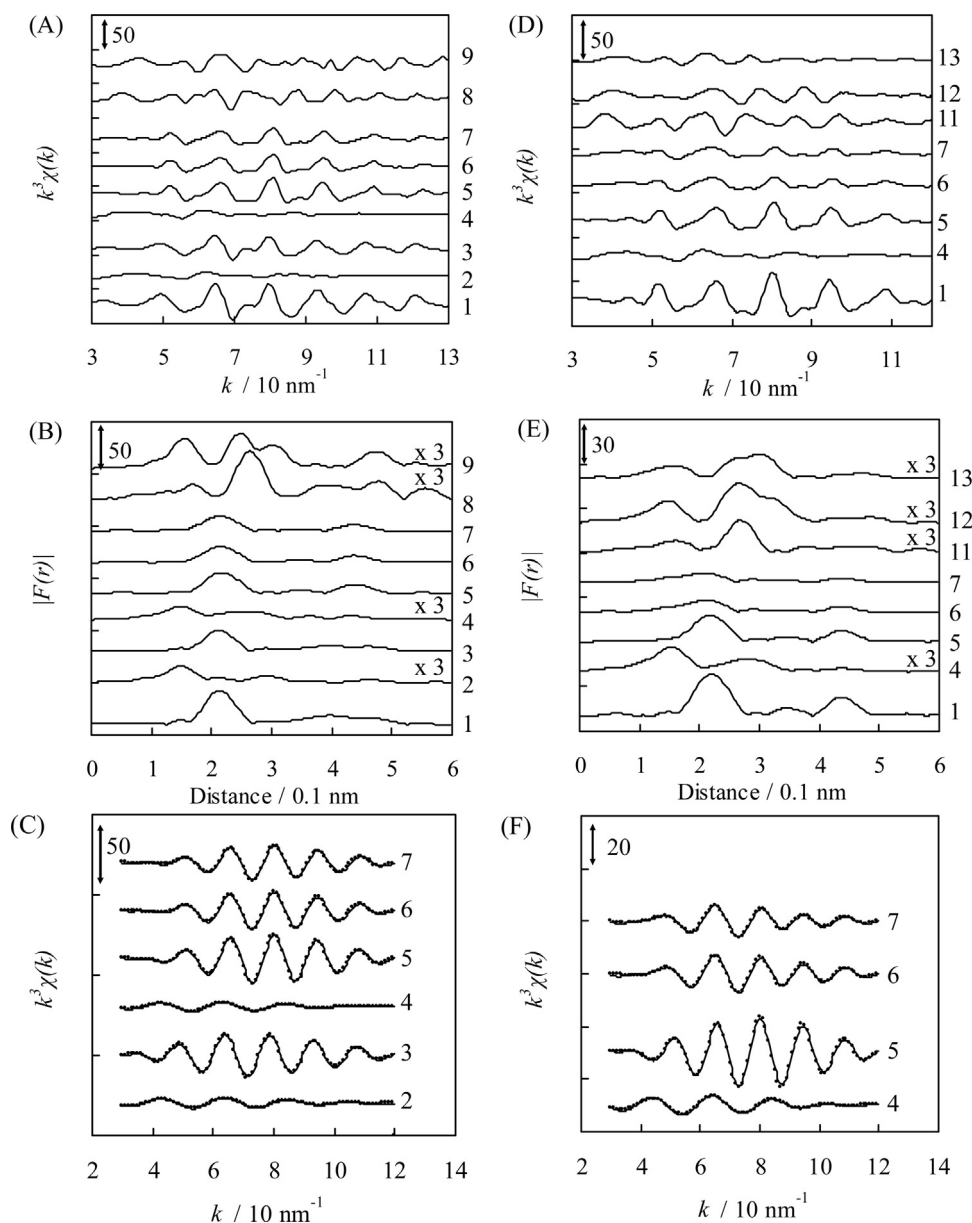 (A)
50
9
8
7
6
5
4
3
2
1
k³χ(k)
3 5 7 9 11 13
k / 10 nm⁻¹
(D)
50
13
12
11
7
6
5
4
1
k³χ(k)
3 5 7 9 11
k / 10 nm⁻¹
(B)
50
x 3
9
x 3
8
7
6
5
x 3
4
3
x 3
2
1
|F(r)|
0 1 2 3 4 5 6
Distance / 0.1 nm
(E)
30
x 3
13
x 3
12
x 3
11
7
6
5
x 3
4
1
|F(r)|
0 1 2 3 4 5 6
Distance / 0.1 nm
(C)
50
7
6
5
4
3
2
k³χ(k)
2 4 6 8 10 12 14
k / 10 nm⁻¹
(F)
20
7
6
5
4
k³χ(k)
2 4 6 8 10 12 14
k / 10 nm⁻¹